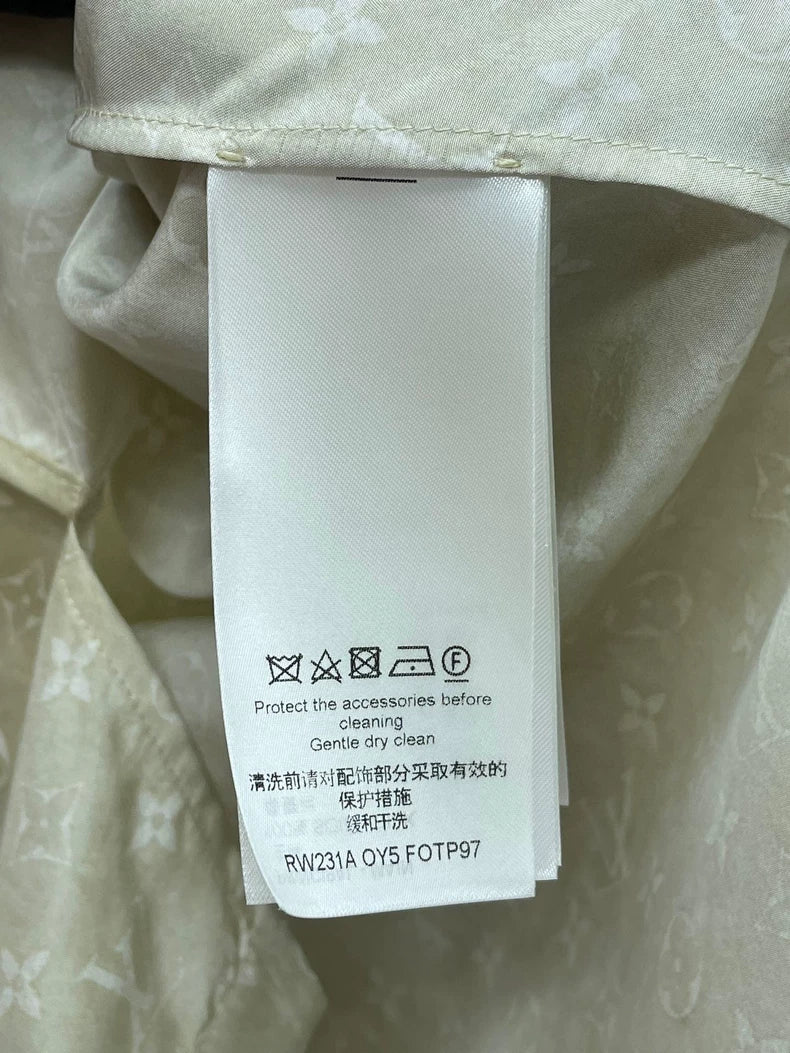 F
Protect the accessories before
cleaning
Gentle dry clean
清洗前请对配饰部分采取有效的
保护措施
缓和干洗
RW231A OY5 FOTP97